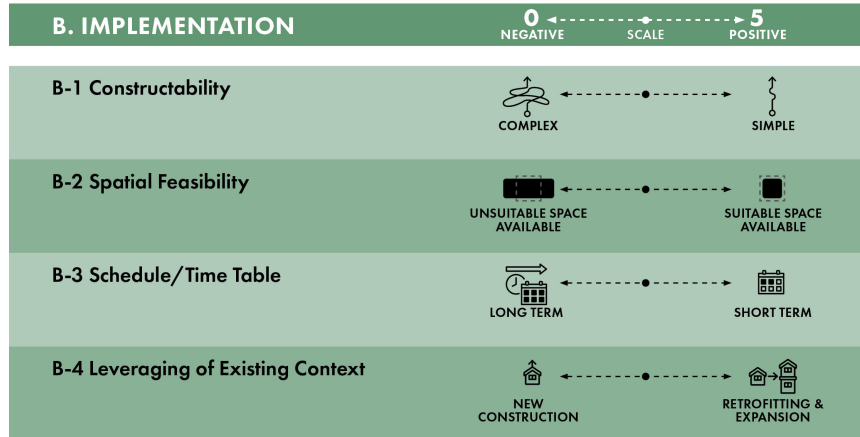 B. IMPLEMENTATION
0 5
NEGATIVE SCALE POSITIVE
B-1 Constructability
COMPLEX SIMPLE
B-2 Spatial Feasibility
UNSUITABLE SPACE SUITABLE SPACE
AVAILABLE AVAILABLE
B-3 Schedule/Time Table
LONG TERM SHORT TERM
B-4 Leveraging of Existing Context
NEW RETROFITTING &
CONSTRUCTION EXPANSION